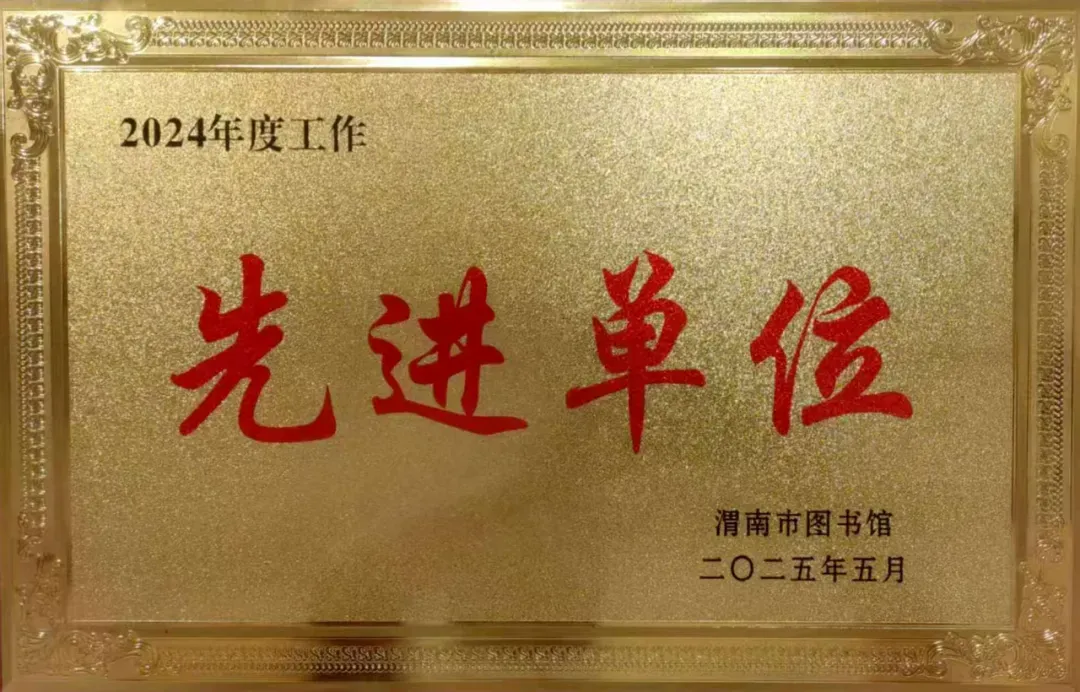 2024年度工作
先进单位
渭南市图书馆
二〇二五年五月